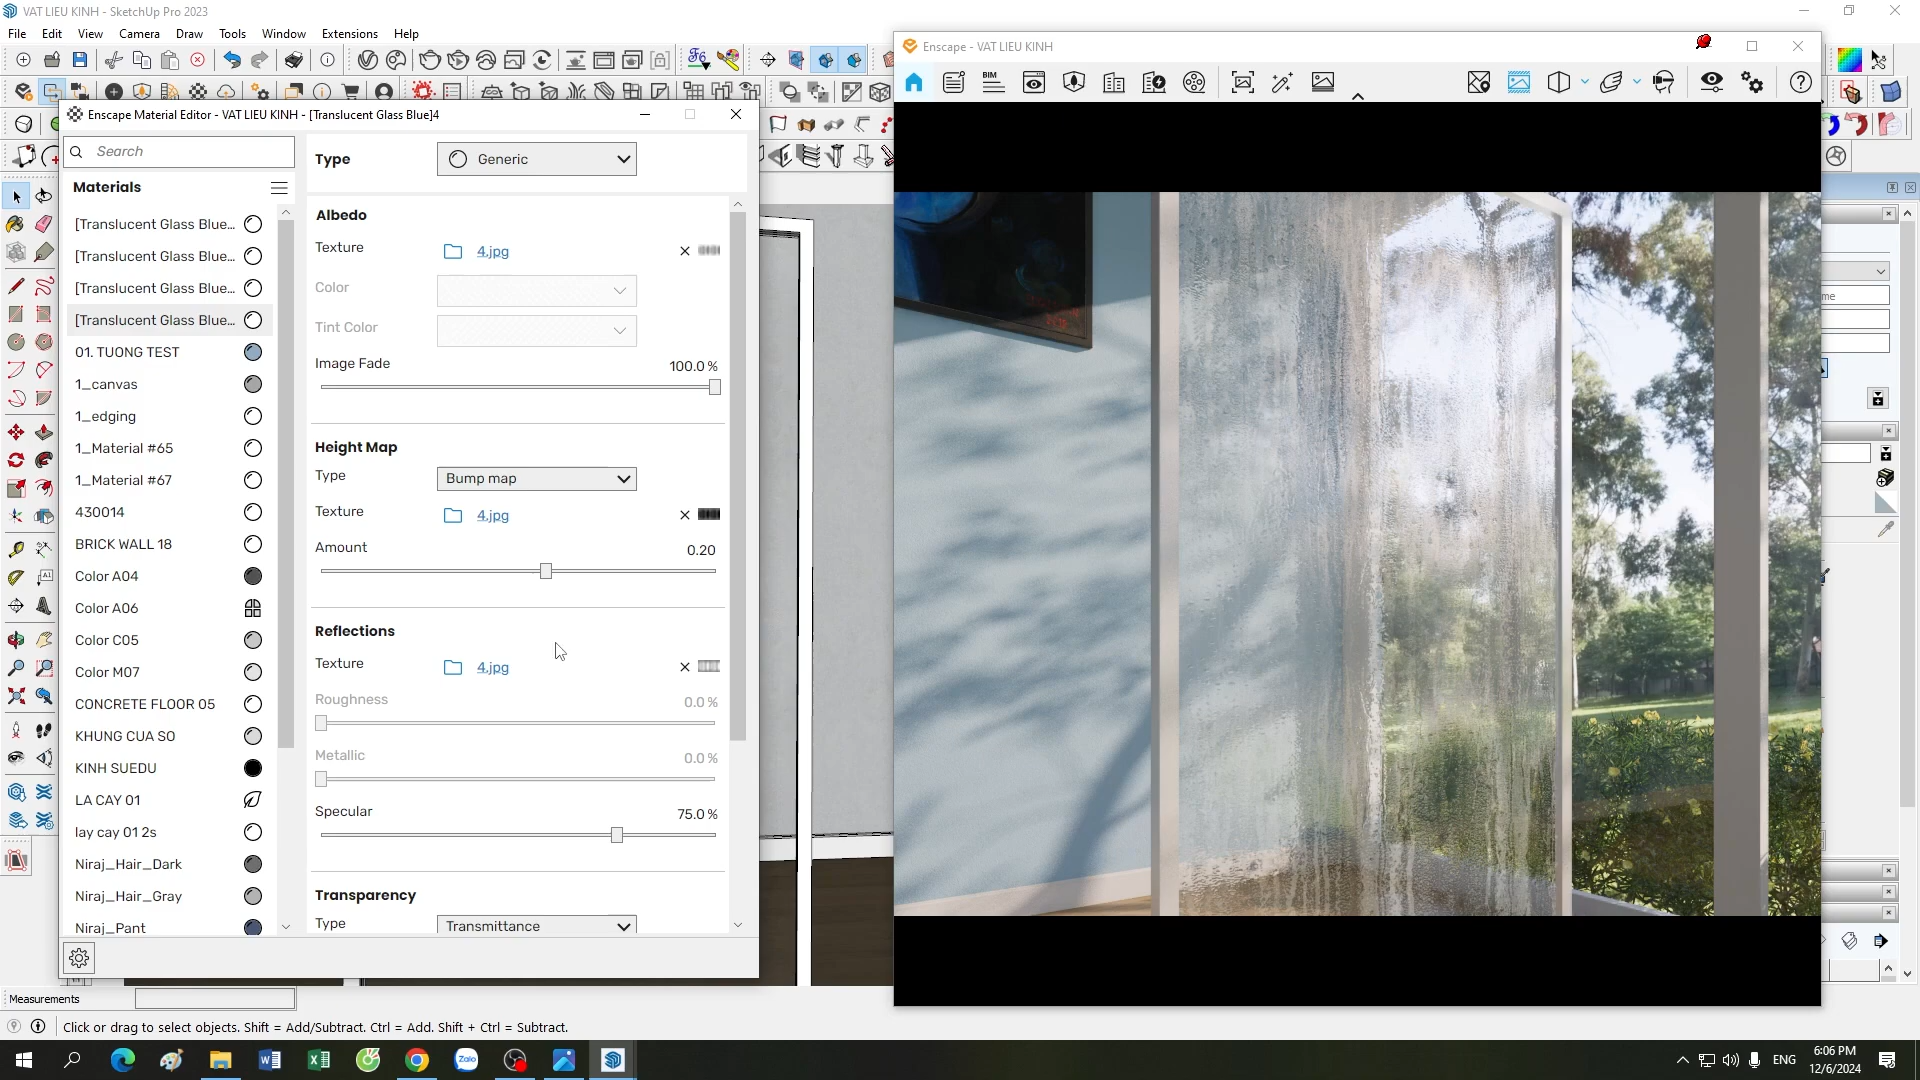 VAT LIEU KINH - SketchUp Pro 2023
File Edit View Camera Draw Tools Window Extensions Help
Enscape - VAT LIEU KINH
BIM
Enscape Material Editor - VAT LIEU KINH - [Translucent Glass Blue]4
Search
Materials
[Translucent Glass Blue...
[Translucent Glass Blue...
[Translucent Glass Blue...
[Translucent Glass Blue...
01. TUONG TEST
1_canvas
1_edging
1_Material #65
1_Material #67
430014
BRICK WALL 18
Color A04
Color A06
Color C05
Color M07
CONCRETE FLOOR 05
KHUNG CUA SO
KINH SUEDU
LA CAY 01
lay cay 01 2s
Niraj_Hair_Dark
Niraj_Hair_Gray
Niraj_Pant
Type Generic
Albedo
Texture 4.jpg
Color
Tint Color
Image Fade 100.0 %
Height Map
Type Bump map
Texture 4.jpg
Amount 0.20
Reflections
Texture 4.jpg
Roughness 0.0 %
Metallic 0.0 %
Specular 75.0 %
Transparency
Type Transmittance
me
Measurements
Click or drag to select objects. Shift = Add/Subtract. Ctrl = Add. Shift + Ctrl = Subtract.
Zalo
ENG
6:06 PM
12/6/2024